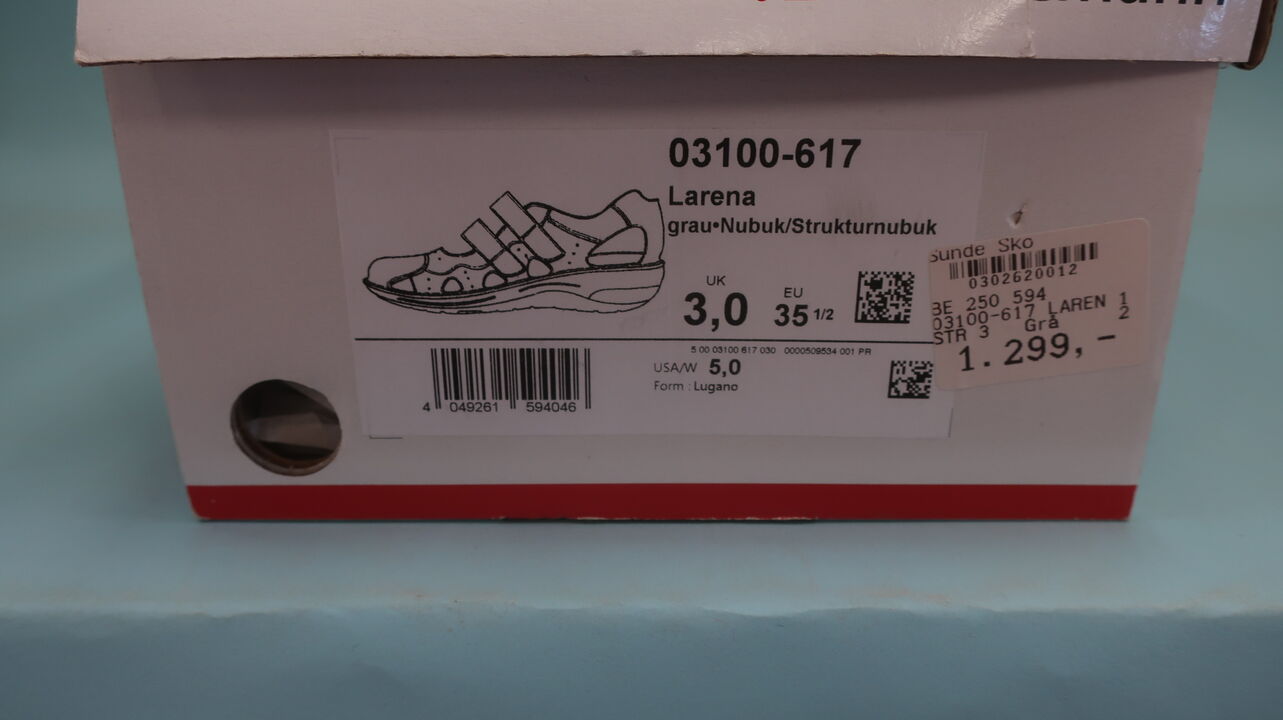 03100-617
Larena
grau•Nubuk/Strukturnubuk
UK
3,0
EU
35 1/2
5 00 03100 617 030 0000509534 001 PR
USA/W 5,0
Form : Lugano
4 049261 594046
Sunde Sko
0302620012
BE 250 594
03100-617 LAREN 1
STR 3 Grå 2
1.299,-